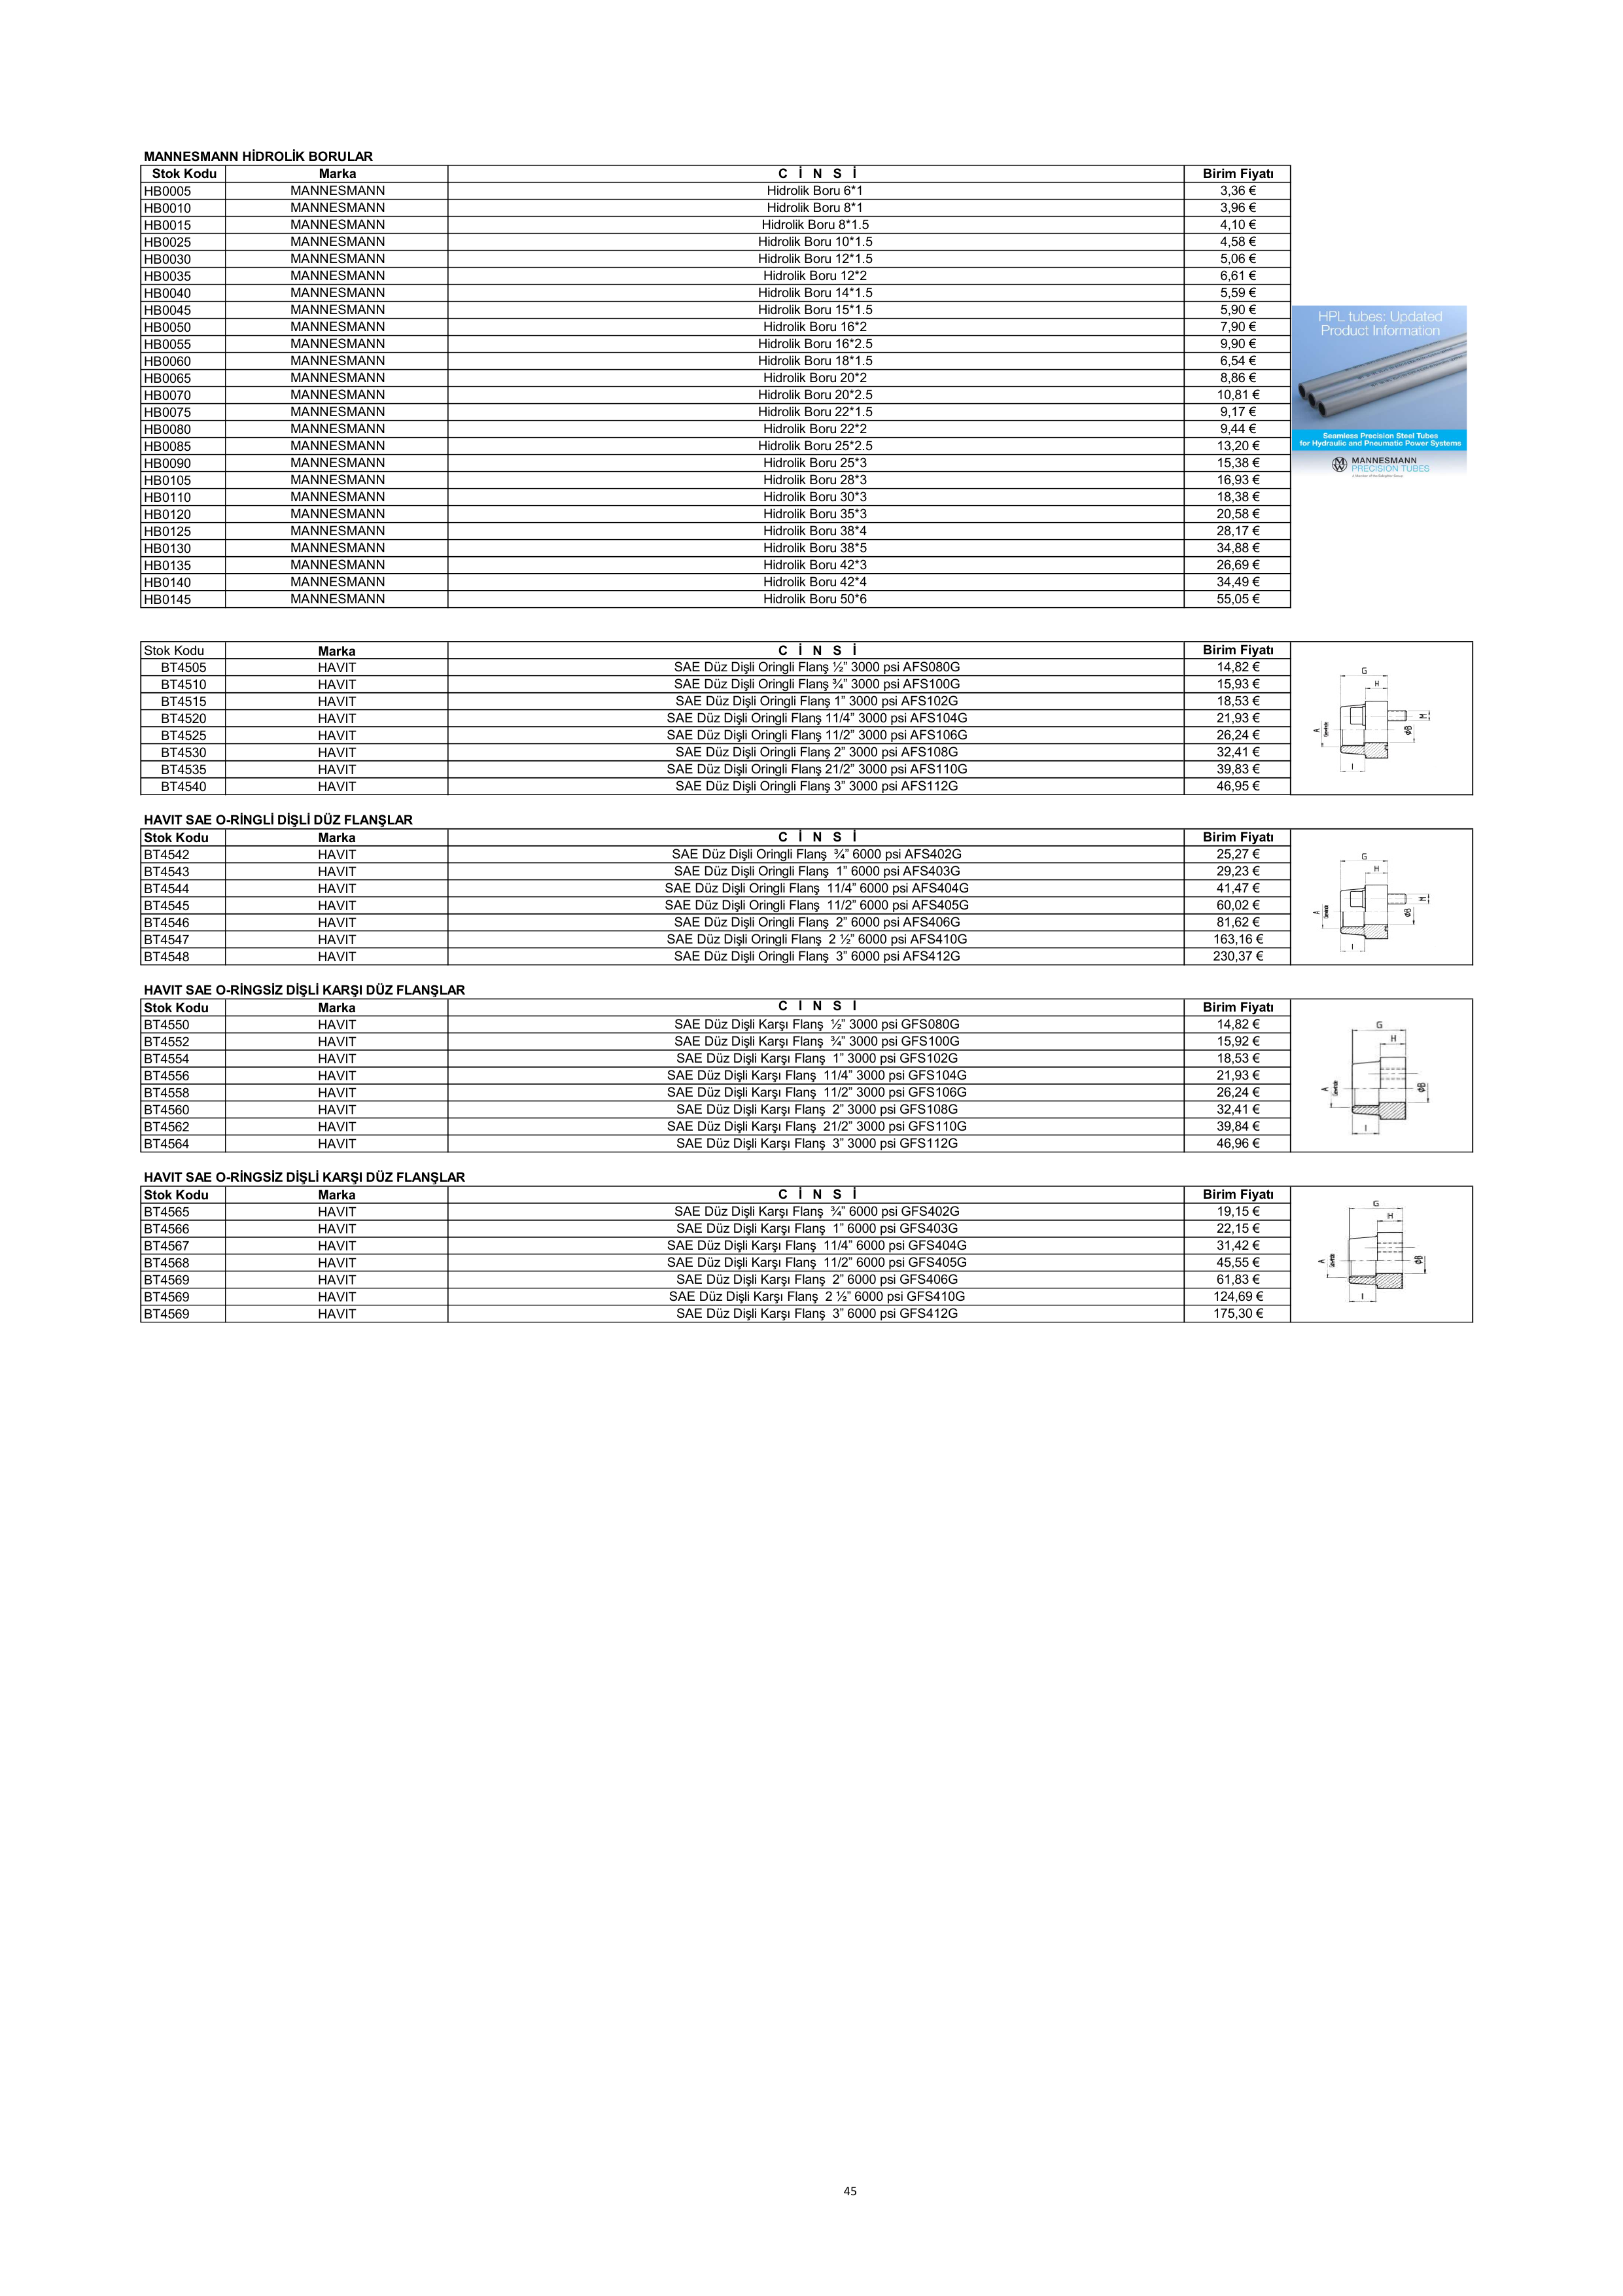 MANNESMANN HİDROLİK BORULAR
Stok Kodu Marka C İ N S İ Birim Fiyatı
HB0005 MANNESMANN Hidrolik Boru 6*1 3,36 €
HB0010 MANNESMANN Hidrolik Boru 8*1 3,96 €
HB0015 MANNESMANN Hidrolik Boru 8*1.5 4,10 €
HB0025 MANNESMANN Hidrolik Boru 10*1.5 4,58 €
HB0030 MANNESMANN Hidrolik Boru 12*1.5 5,06 €
HB0035 MANNESMANN Hidrolik Boru 12*2 6,61 €
HB0040 MANNESMANN Hidrolik Boru 14*1.5 5,59 €
HB0045 MANNESMANN Hidrolik Boru 15*1.5 5,90 €
HB0050 MANNESMANN Hidrolik Boru 16*2 7,90 €
HB0055 MANNESMANN Hidrolik Boru 16*2.5 9,90 €
HB0060 MANNESMANN Hidrolik Boru 18*1.5 6,54 €
HB0065 MANNESMANN Hidrolik Boru 20*2 8,86 €
HB0070 MANNESMANN Hidrolik Boru 20*2.5 10,81 €
HB0075 MANNESMANN Hidrolik Boru 22*1.5 9,17 €
HB0080 MANNESMANN Hidrolik Boru 22*2 9,44 €
HB0085 MANNESMANN Hidrolik Boru 25*2.5 13,20 €
HB0090 MANNESMANN Hidrolik Boru 25*3 15,38 €
HB0105 MANNESMANN Hidrolik Boru 28*3 16,93 €
HB0110 MANNESMANN Hidrolik Boru 30*3 18,38 €
HB0120 MANNESMANN Hidrolik Boru 35*3 20,58 €
HB0125 MANNESMANN Hidrolik Boru 38*4 28,17 €
HB0130 MANNESMANN Hidrolik Boru 38*5 34,88 €
HB0135 MANNESMANN Hidrolik Boru 42*3 26,69 €
HB0140 MANNESMANN Hidrolik Boru 42*4 34,49 €
HB0145 MANNESMANN Hidrolik Boru 50*6 55,05 €
HPL tubes: Updated
Product Information
Seamless Precision Steel Tubes
for Hydraulic and Pneumatic Power Systems
MANNESMANN
PRECISION TUBES
Stok Kodu Marka C İ N S İ Birim Fiyatı
BT4505 HAVIT SAE Düz Dişli Oringli Flanş ½” 3000 psi AFS080G 14,82 €
BT4510 HAVIT SAE Düz Dişli Oringli Flanş ¾” 3000 psi AFS100G 15,93 €
BT4515 HAVIT SAE Düz Dişli Oringli Flanş 1” 3000 psi AFS102G 18,53 €
BT4520 HAVIT SAE Düz Dişli Oringli Flanş 11/4” 3000 psi AFS104G 21,93 €
BT4525 HAVIT SAE Düz Dişli Oringli Flanş 11/2” 3000 psi AFS106G 26,24 €
BT4530 HAVIT SAE Düz Dişli Oringli Flanş 2” 3000 psi AFS108G 32,41 €
BT4535 HAVIT SAE Düz Dişli Oringli Flanş 21/2” 3000 psi AFS110G 39,83 €
BT4540 HAVIT SAE Düz Dişli Oringli Flanş 3” 3000 psi AFS112G 46,95 €
G
H
A
M
øB
I
HAVIT SAE O-RİNGLİ DİŞLİ DÜZ FLANŞLAR
Stok Kodu Marka C İ N S İ Birim Fiyatı
BT4542 HAVIT SAE Düz Dişli Oringli Flanş ¾” 6000 psi AFS402G 25,27 €
BT4543 HAVIT SAE Düz Dişli Oringli Flanş 1” 6000 psi AFS403G 29,23 €
BT4544 HAVIT SAE Düz Dişli Oringli Flanş 11/4” 6000 psi AFS404G 41,47 €
BT4545 HAVIT SAE Düz Dişli Oringli Flanş 11/2” 6000 psi AFS405G 60,02 €
BT4546 HAVIT SAE Düz Dişli Oringli Flanş 2” 6000 psi AFS406G 81,62 €
BT4547 HAVIT SAE Düz Dişli Oringli Flanş 2 ½” 6000 psi AFS410G 163,16 €
BT4548 HAVIT SAE Düz Dişli Oringli Flanş 3” 6000 psi AFS412G 230,37 €
G
H
A
M
øB
I
HAVIT SAE O-RİNGSİZ DİŞLİ KARŞI DÜZ FLANŞLAR
Stok Kodu Marka C İ N S İ Birim Fiyatı
BT4550 HAVIT SAE Düz Dişli Karşı Flanş ½” 3000 psi GFS080G 14,82 €
BT4552 HAVIT SAE Düz Dişli Karşı Flanş ¾” 3000 psi GFS100G 15,92 €
BT4554 HAVIT SAE Düz Dişli Karşı Flanş 1” 3000 psi GFS102G 18,53 €
BT4556 HAVIT SAE Düz Dişli Karşı Flanş 11/4” 3000 psi GFS104G 21,93 €
BT4558 HAVIT SAE Düz Dişli Karşı Flanş 11/2” 3000 psi GFS106G 26,24 €
BT4560 HAVIT SAE Düz Dişli Karşı Flanş 2” 3000 psi GFS108G 32,41 €
BT4562 HAVIT SAE Düz Dişli Karşı Flanş 21/2” 3000 psi GFS110G 39,84 €
BT4564 HAVIT SAE Düz Dişli Karşı Flanş 3” 3000 psi GFS112G 46,96 €
G
H
A
øB
I
HAVIT SAE O-RİNGSİZ DİŞLİ KARŞI DÜZ FLANŞLAR
Stok Kodu Marka C İ N S İ Birim Fiyatı
BT4565 HAVIT SAE Düz Dişli Karşı Flanş ¾” 6000 psi GFS402G 19,15 €
BT4566 HAVIT SAE Düz Dişli Karşı Flanş 1” 6000 psi GFS403G 22,15 €
BT4567 HAVIT SAE Düz Dişli Karşı Flanş 11/4” 6000 psi GFS404G 31,42 €
BT4568 HAVIT SAE Düz Dişli Karşı Flanş 11/2” 6000 psi GFS405G 45,55 €
BT4569 HAVIT SAE Düz Dişli Karşı Flanş 2” 6000 psi GFS406G 61,83 €
BT4569 HAVIT SAE Düz Dişli Karşı Flanş 2 ½” 6000 psi GFS410G 124,69 €
BT4569 HAVIT SAE Düz Dişli Karşı Flanş 3” 6000 psi GFS412G 175,30 €
G
H
A
øB
I
45